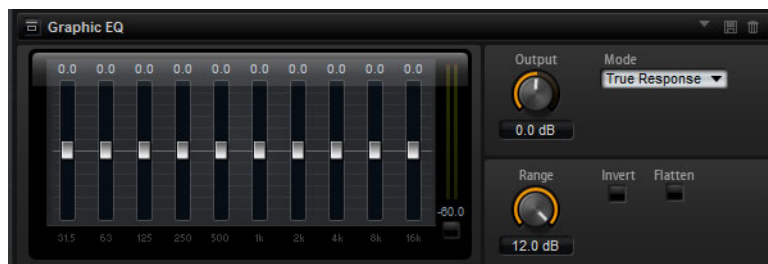 Graphic EQ
0.0 0.0 0.0 0.0 0.0 0.0 0.0 0.0 0.0 0.0
-60.0
31.5 63 125 250 500 1k 2k 4k 8k 16k
Output
0.0 dB
Mode
True Response
Range
12.0 dB
Invert
Flatten